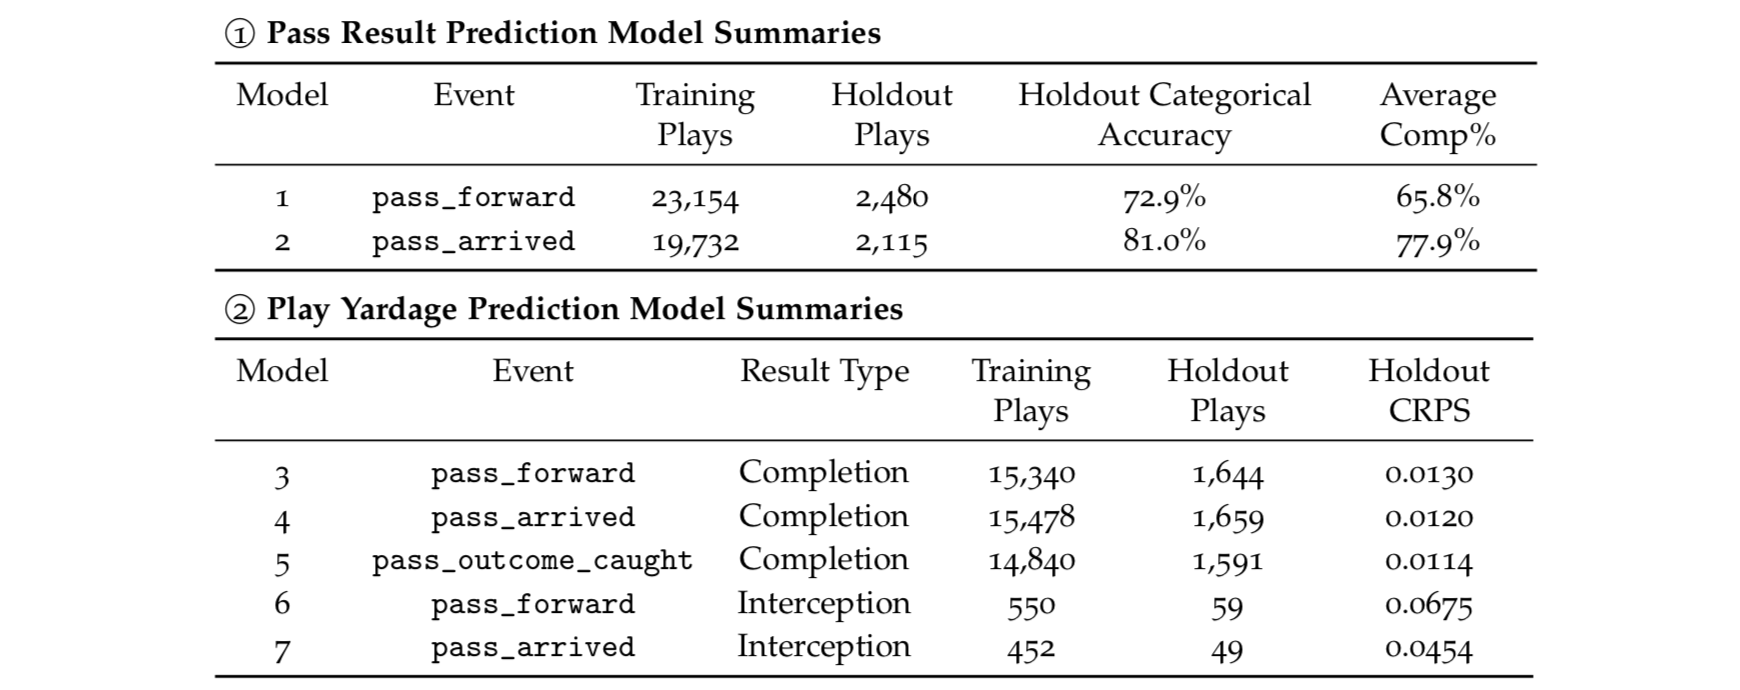 ① Pass Result Prediction Model Summaries
Model Event Training Plays Holdout Plays Holdout Categorical Accuracy Average Comp%
1 pass_forward 23,154 2,480 72.9% 65.8%
2 pass_arrived 19,732 2,115 81.0% 77.9%
② Play Yardage Prediction Model Summaries
Model Event Result Type Training Plays Holdout Plays Holdout CRPS
3 pass_forward Completion 15,340 1,644 0.0130
4 pass_arrived Completion 15,478 1,659 0.0120
5 pass_outcome_caught Completion 14,840 1,591 0.0114
6 pass_forward Interception 550 59 0.0675
7 pass_arrived Interception 452 49 0.0454